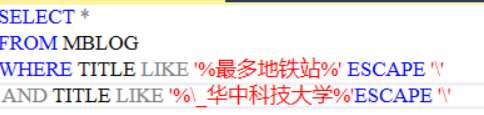 SELECT *
FROM MBLOG
WHERE TITLE LIKE '%最多地铁站%' ESCAPE '\'
AND TITLE LIKE '%\_华中科技大学%'ESCAPE '\'